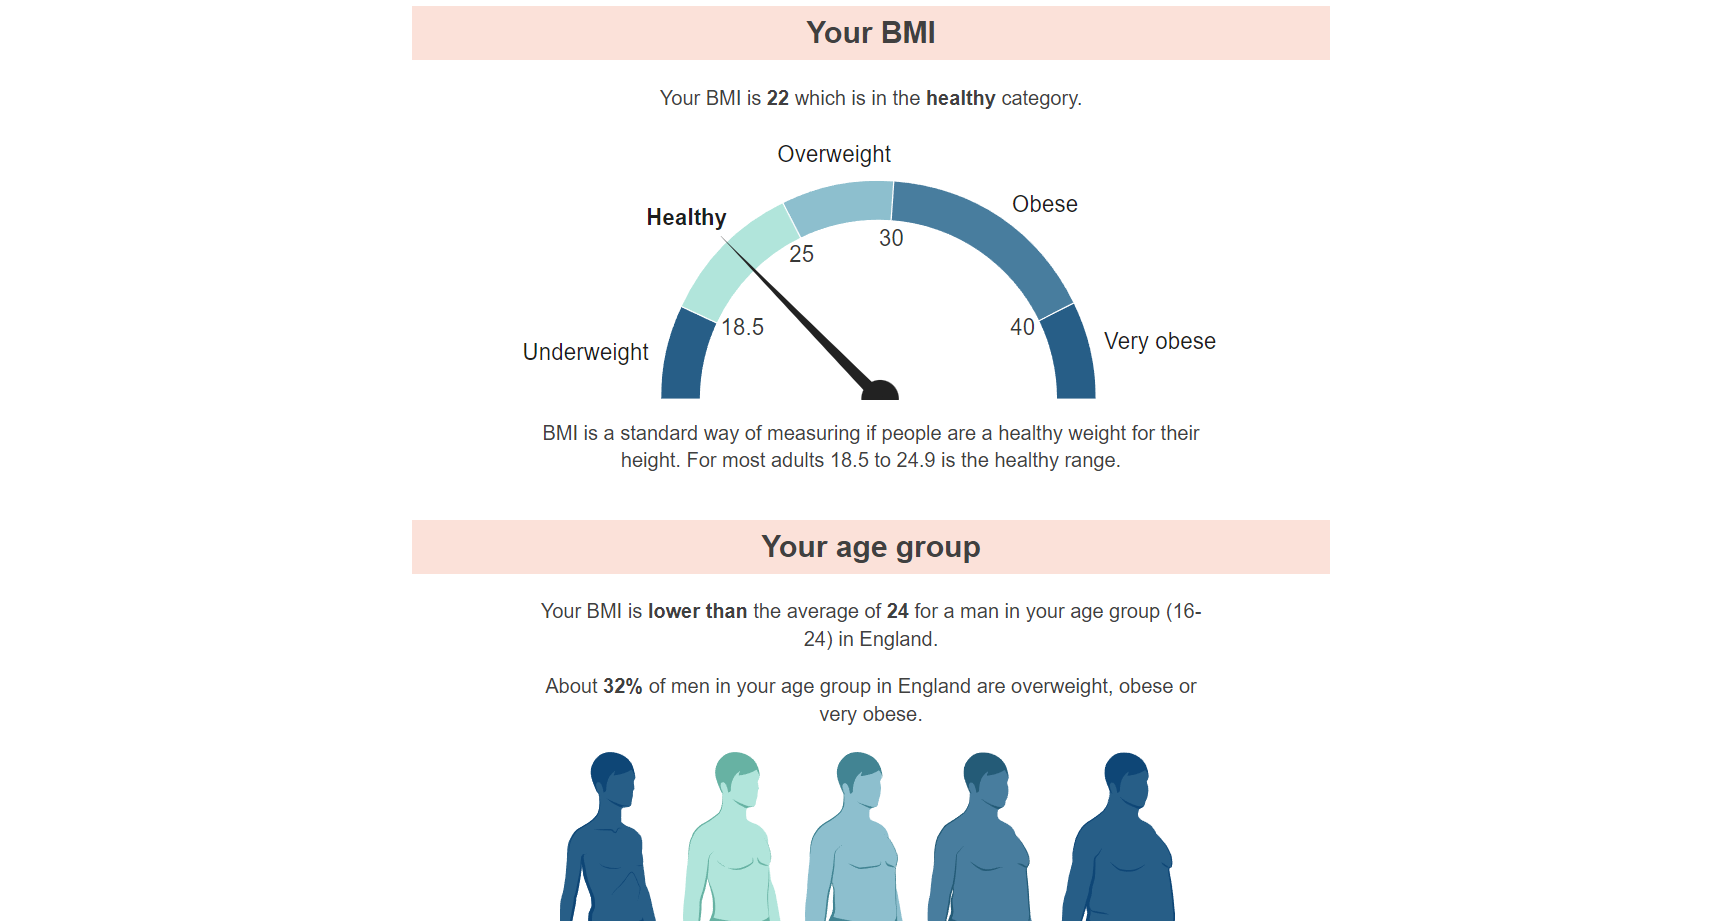 Your BMI
Your BMI is 22 which is in the healthy category.
Overweight
Obese
Healthy
30
25
18.5
40
Very obese
Underweight
BMI is a standard way of measuring if people are a healthy weight for their
height. For most adults 18.5 to 24.9 is the healthy range.
Your age group
Your BMI is lower than the average of 24 for a man in your age group (16-
24) in England.
About 32% of men in your age group in England are overweight, obese or
very obese.